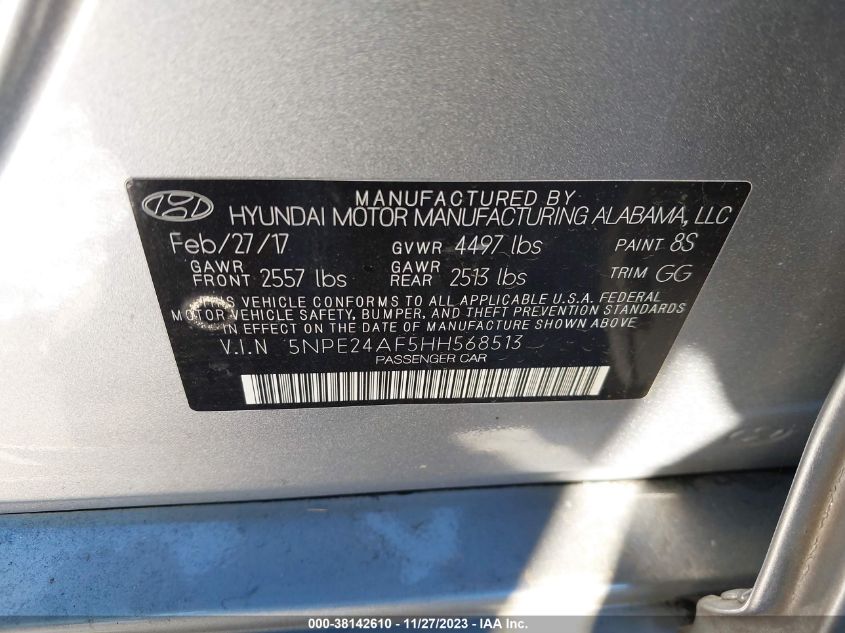 MANUFACTURED BY
HYUNDAI MOTOR MANUFACTURING ALABAMA, LLC
Feb/27/17 GVWR 4497 lbs PAINT 8S
GAWR FRONT 2557 lbs GAWR REAR 2513 lbs TRIM GG
THIS VEHICLE CONFORMS TO ALL APPLICABLE U.S.A. FEDERAL
MOTOR VEHICLE SAFETY, BUMPER, AND THEFT PREVENTION STANDARDS
IN EFFECT ON THE DATE OF MANUFACTURE SHOWN ABOVE.
V.I.N 5NPE24AF5HH568513
PASSENGER CAR
000-38142610 - 11/27/2023 - IAA Inc.